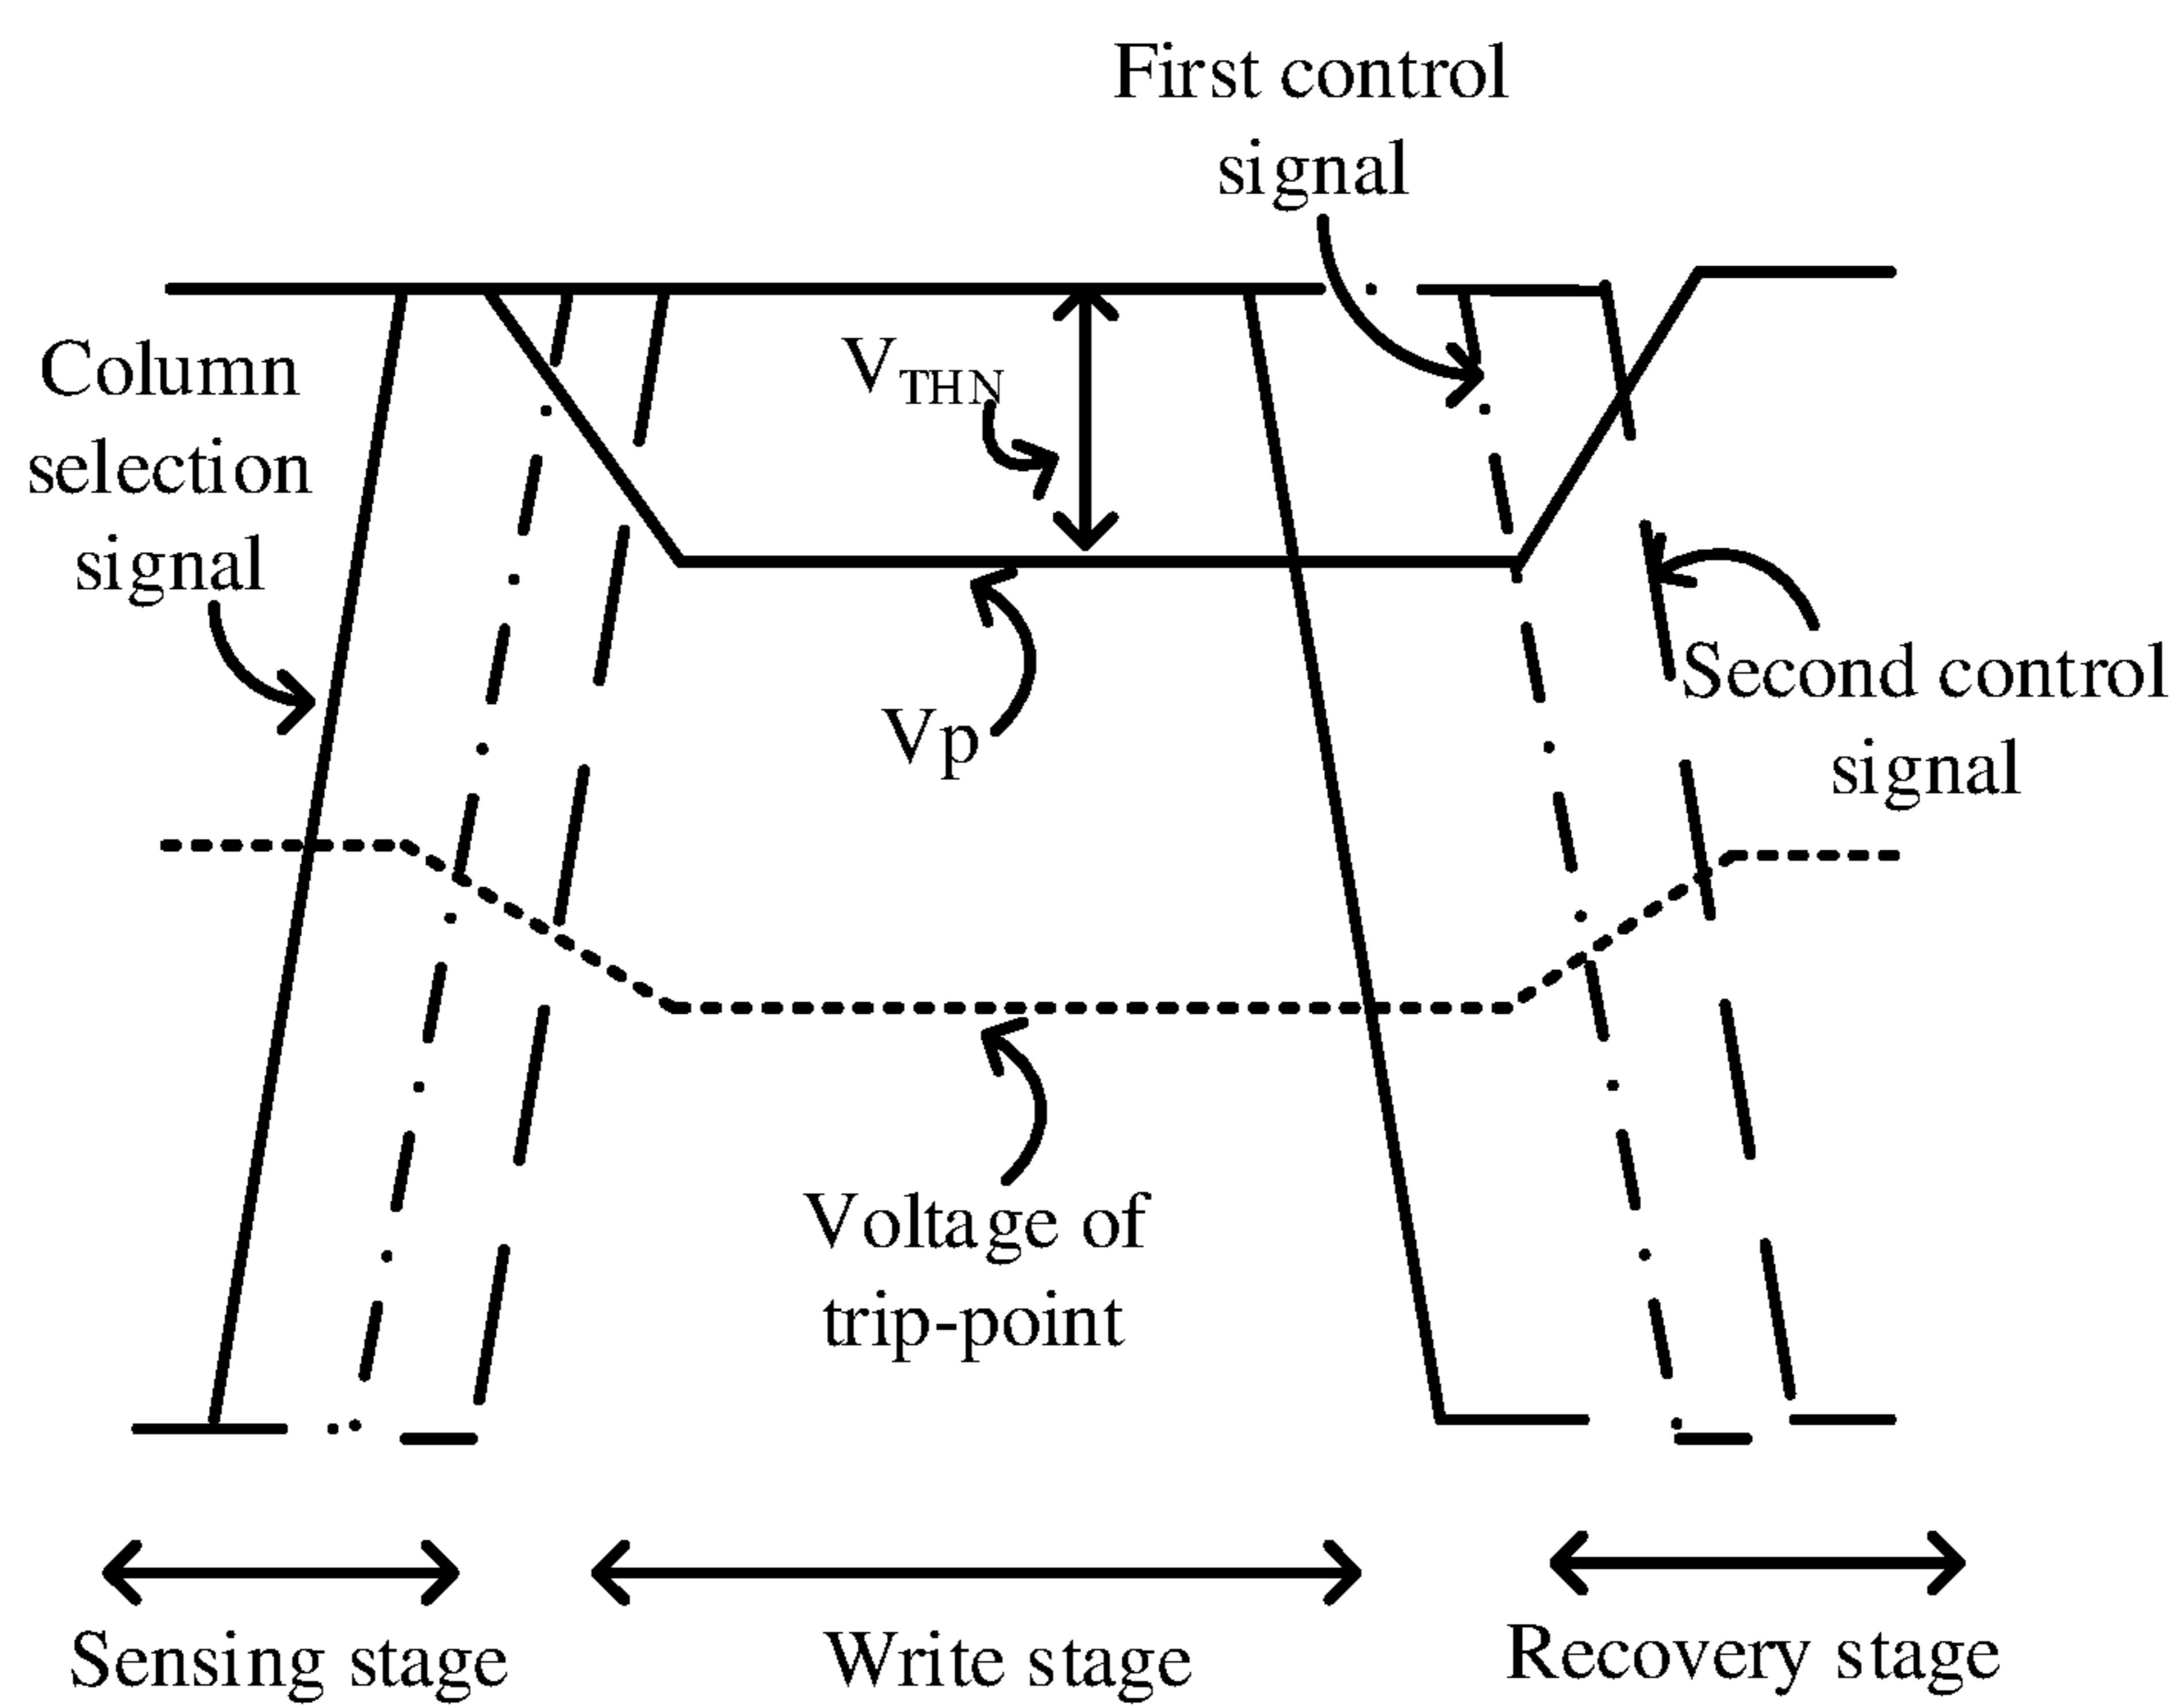 First control
signal
Column
selection
signal
VTHN
Vp
Second control
signal
Voltage of
trip-point
Sensing stage
Write stage
Recovery stage